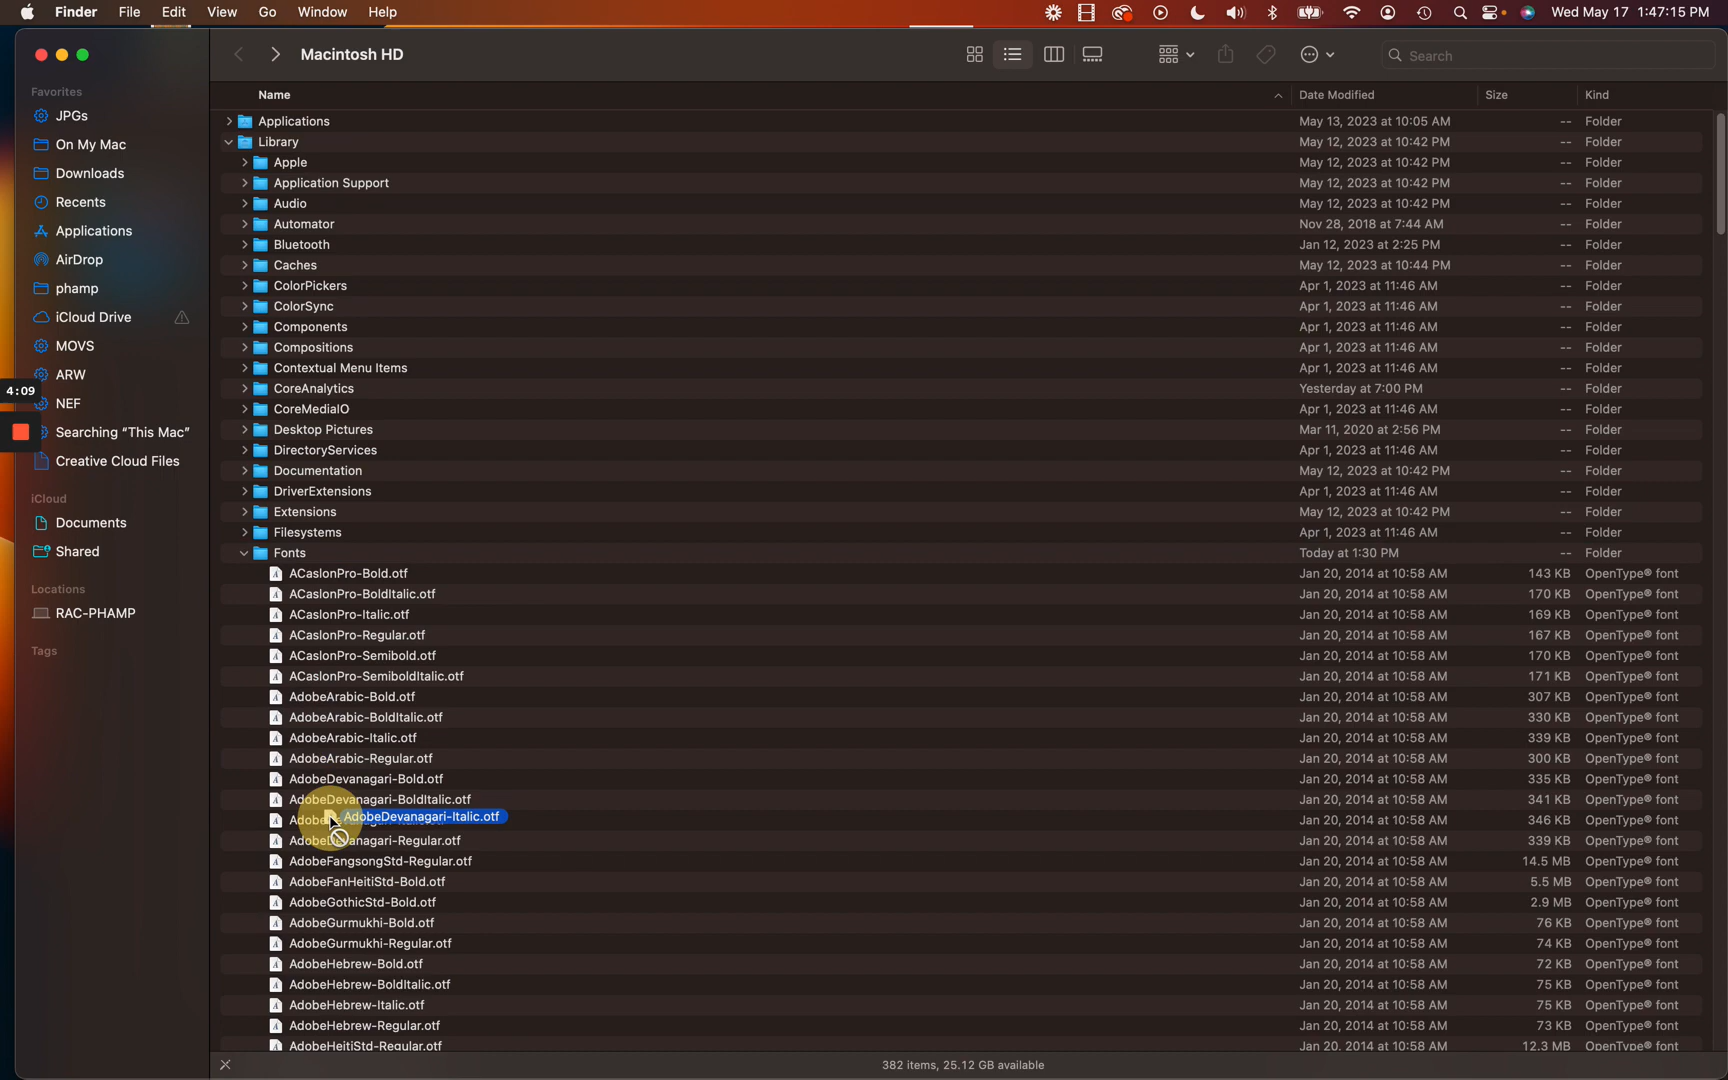 Finder File Edit View Go Window Help Wed May 17 1:47:15 PM
Macintosh HD Search
Favorites
JPGs
On My Mac
Downloads
Recents
Applications
AirDrop
phamp
iCloud Drive
MOVS
ARW
4:09
NEF
Searching “This Mac”
Creative Cloud Files
iCloud
Documents
Shared
Locations
RAC-PHAMP
Tags
Name Date Modified Size Kind
Applications May 13, 2023 at 10:05 AM -- Folder
Library May 12, 2023 at 10:42 PM -- Folder
Apple May 12, 2023 at 10:42 PM -- Folder
Application Support May 12, 2023 at 10:42 PM -- Folder
Audio May 12, 2023 at 10:42 PM -- Folder
Automator Nov 28, 2018 at 7:44 AM -- Folder
Bluetooth Jan 12, 2023 at 2:25 PM -- Folder
Caches May 12, 2023 at 10:44 PM -- Folder
ColorPickers Apr 1, 2023 at 11:46 AM -- Folder
ColorSync Apr 1, 2023 at 11:46 AM -- Folder
Components Apr 1, 2023 at 11:46 AM -- Folder
Compositions Apr 1, 2023 at 11:46 AM -- Folder
Contextual Menu Items Apr 1, 2023 at 11:46 AM -- Folder
CoreAnalytics Yesterday at 7:00 PM -- Folder
CoreMediaIO Apr 1, 2023 at 11:46 AM -- Folder
Desktop Pictures Mar 11, 2020 at 2:56 PM -- Folder
DirectoryServices Apr 1, 2023 at 11:46 AM -- Folder
Documentation May 12, 2023 at 10:42 PM -- Folder
DriverExtensions Apr 1, 2023 at 11:46 AM -- Folder
Extensions May 12, 2023 at 10:42 PM -- Folder
Filesystems Apr 1, 2023 at 11:46 AM -- Folder
Fonts Today at 1:30 PM -- Folder
ACaslonPro-Bold.otf Jan 20, 2014 at 10:58 AM 143 KB OpenType® font
ACaslonPro-BoldItalic.otf Jan 20, 2014 at 10:58 AM 170 KB OpenType® font
ACaslonPro-Italic.otf Jan 20, 2014 at 10:58 AM 169 KB OpenType® font
ACaslonPro-Regular.otf Jan 20, 2014 at 10:58 AM 167 KB OpenType® font
ACaslonPro-Semibold.otf Jan 20, 2014 at 10:58 AM 170 KB OpenType® font
ACaslonPro-SemiboldItalic.otf Jan 20, 2014 at 10:58 AM 171 KB OpenType® font
AdobeArabic-Bold.otf Jan 20, 2014 at 10:58 AM 307 KB OpenType® font
AdobeArabic-BoldItalic.otf Jan 20, 2014 at 10:58 AM 330 KB OpenType® font
AdobeArabic-Italic.otf Jan 20, 2014 at 10:58 AM 339 KB OpenType® font
AdobeArabic-Regular.otf Jan 20, 2014 at 10:58 AM 300 KB OpenType® font
AdobeDevanagari-Bold.otf Jan 20, 2014 at 10:58 AM 335 KB OpenType® font
AdobeDevanagari-BoldItalic.otf Jan 20, 2014 at 10:58 AM 341 KB OpenType® font
AdobeDevanagari-Italic.otf Jan 20, 2014 at 10:58 AM 346 KB OpenType® font
AdobeDevanagari-Regular.otf Jan 20, 2014 at 10:58 AM 339 KB OpenType® font
AdobeFangsongStd-Regular.otf Jan 20, 2014 at 10:58 AM 14.5 MB OpenType® font
AdobeFanHeitiStd-Bold.otf Jan 20, 2014 at 10:58 AM 5.5 MB OpenType® font
AdobeGothicStd-Bold.otf Jan 20, 2014 at 10:58 AM 2.9 MB OpenType® font
AdobeGurmukhi-Bold.otf Jan 20, 2014 at 10:58 AM 76 KB OpenType® font
AdobeGurmukhi-Regular.otf Jan 20, 2014 at 10:58 AM 74 KB OpenType® font
AdobeHebrew-Bold.otf Jan 20, 2014 at 10:58 AM 72 KB OpenType® font
AdobeHebrew-BoldItalic.otf Jan 20, 2014 at 10:58 AM 75 KB OpenType® font
AdobeHebrew-Italic.otf Jan 20, 2014 at 10:58 AM 75 KB OpenType® font
AdobeHebrew-Regular.otf Jan 20, 2014 at 10:58 AM 73 KB OpenType® font
AdobeHeitiStd-Regular.otf Jan 20, 2014 at 10:58 AM 12.3 MB OpenType® font
382 items, 25.12 GB available